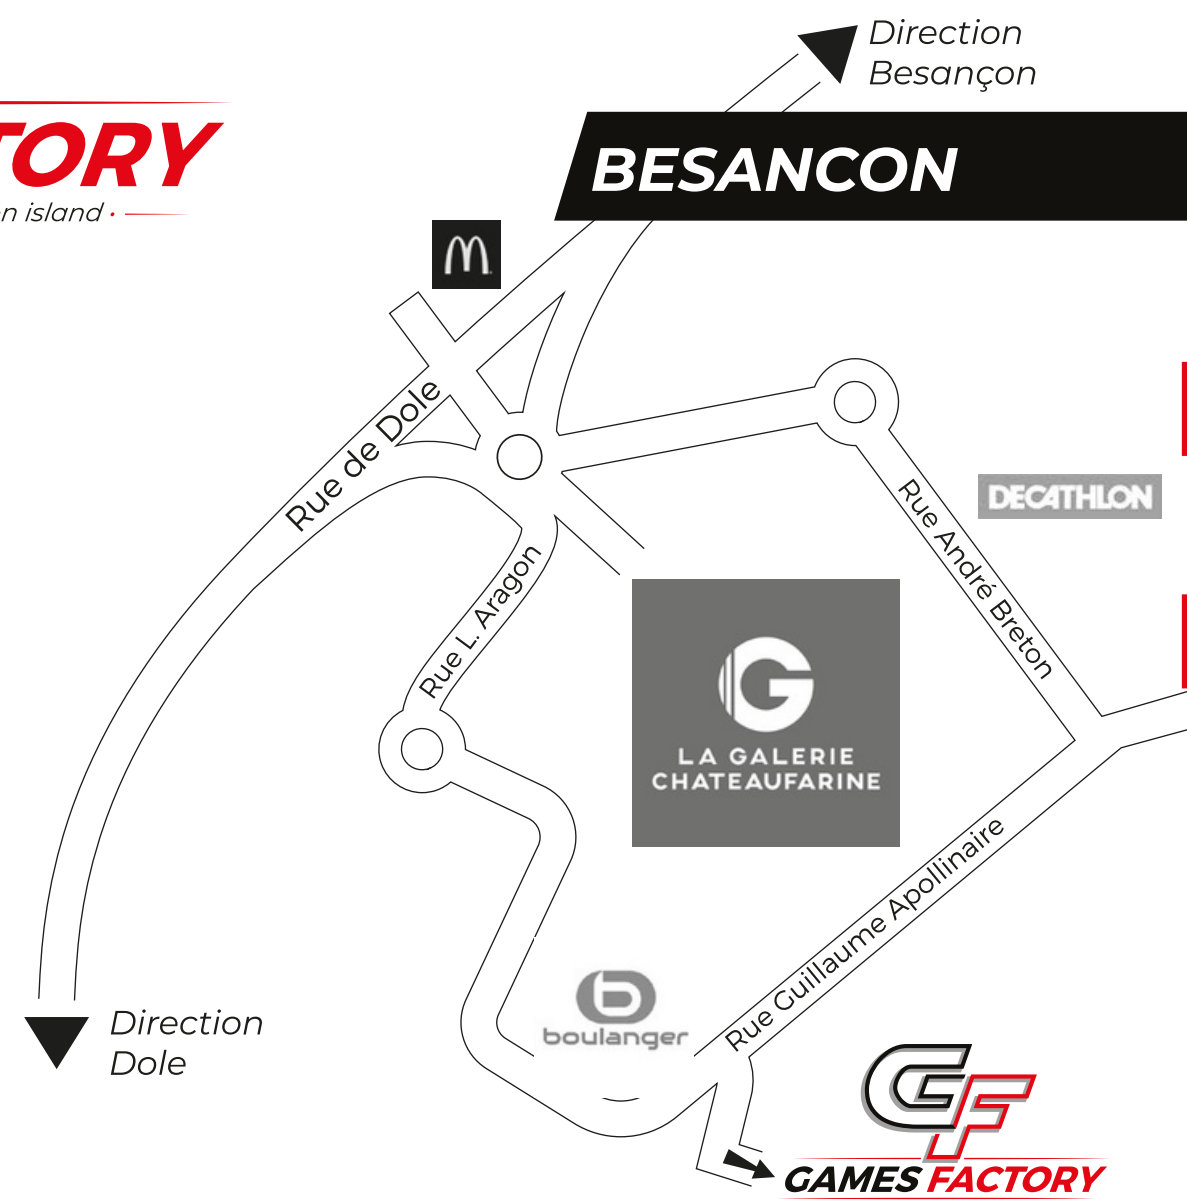 Direction
Besançon
TORY
n island
BESANCON
Rue de Dole
DECATHLON
Rue André Breton
Rue L. Aragon
G
LA GALERIE
CHATEAUFARINE
Rue Guillaume Apollinaire
b
boulanger
Direction
Dole
GF
GAMES FACTORY